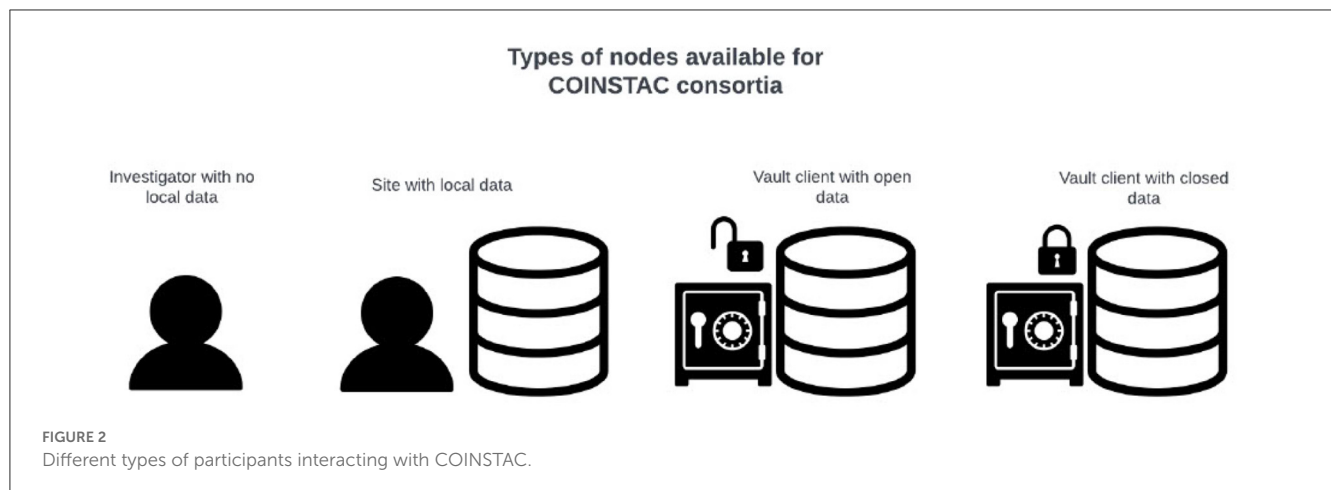 Types of nodes available for
COINSTAC consortia
Investigator with no
local data
Site with local data
Vault client with open
data
Vault client with closed
data
FIGURE 2
Different types of participants interacting with COINSTAC.